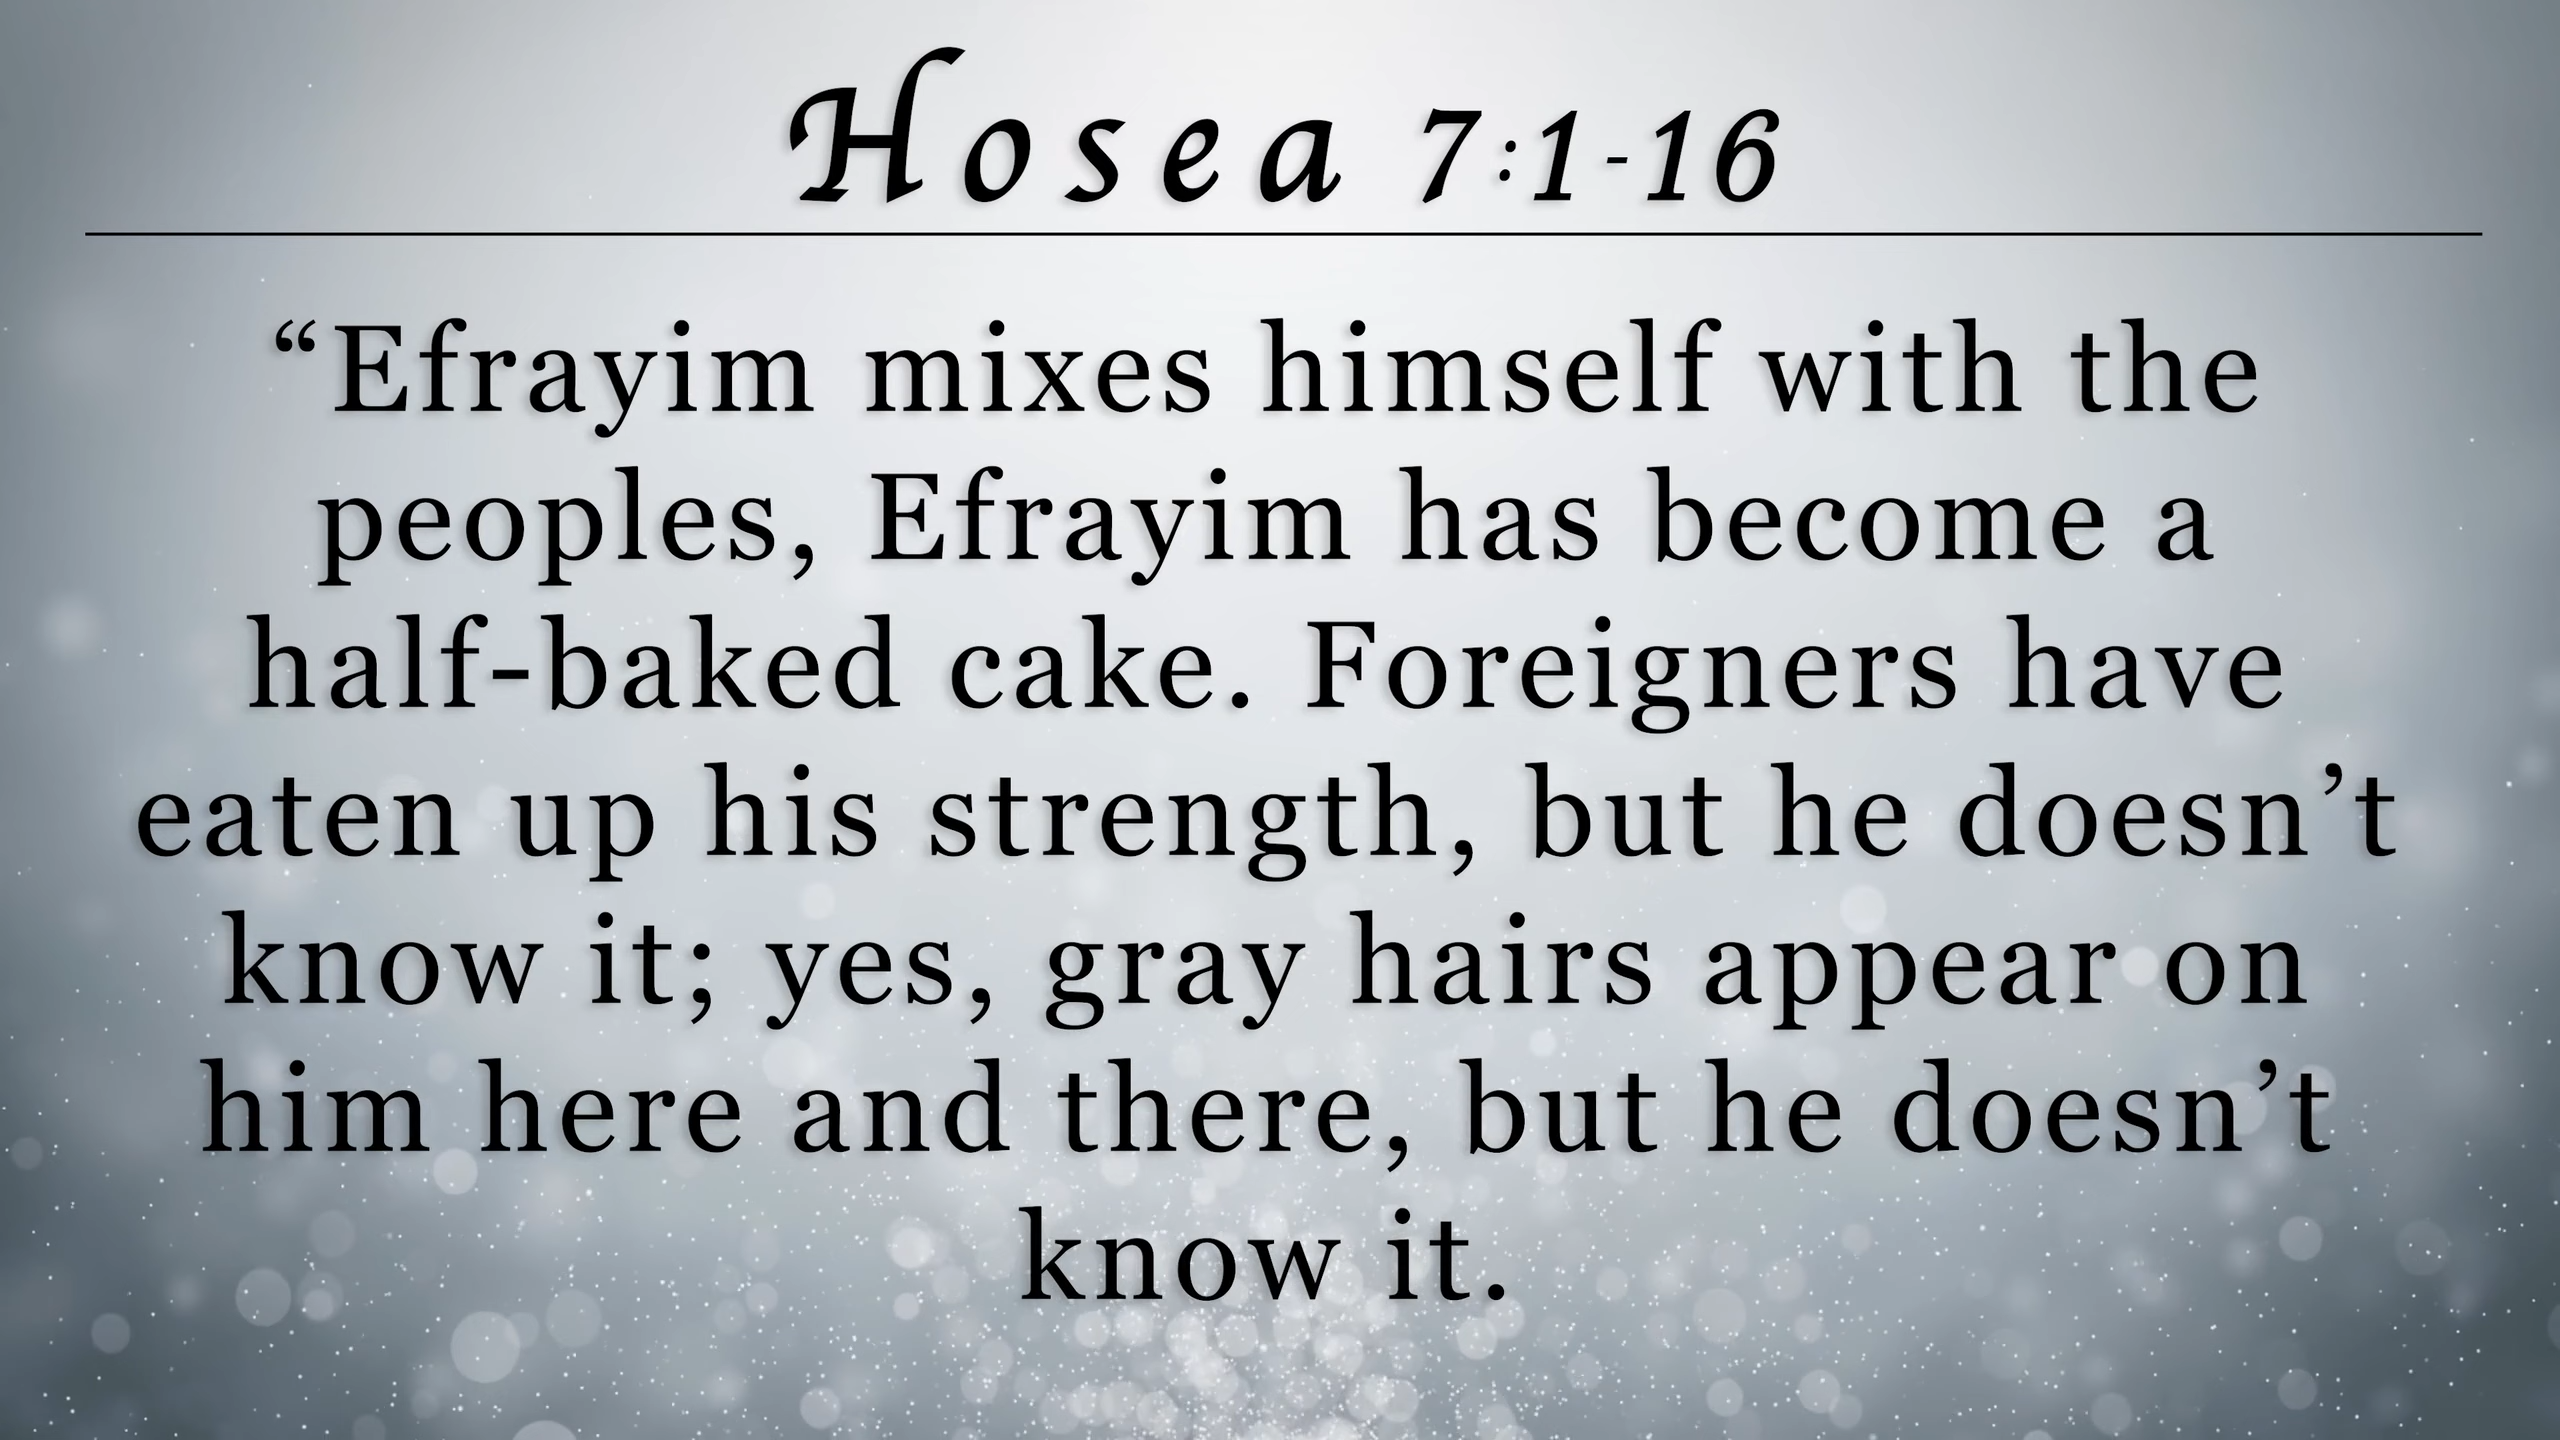 Hosea 7:1-16
“Efrayim mixes himself with the
peoples, Efrayim has become a
half-baked cake. Foreigners have
eaten up his strength, but he doesn’t
know it; yes, gray hairs appear on
him here and there, but he doesn’t
know it.